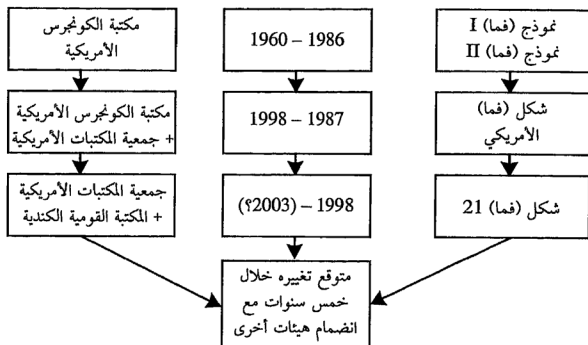 نموذج (فما) I
نموذج (فما) II
1960 – 1986
مكتبة الكونجرس
الأمريكية
شكل (فما)
الأمريكي
1987 – 1998
مكتبة الكونجرس الأمريكية
+ جمعية المكتبات الأمريكية
شكل (فما) 21
1998 – (2003؟)
جمعية المكتبات الأمريكية
+ المكتبة القومية الكندية
متوقع تغييره خلال
خمس سنوات مع
انضمام هيئات أخرى